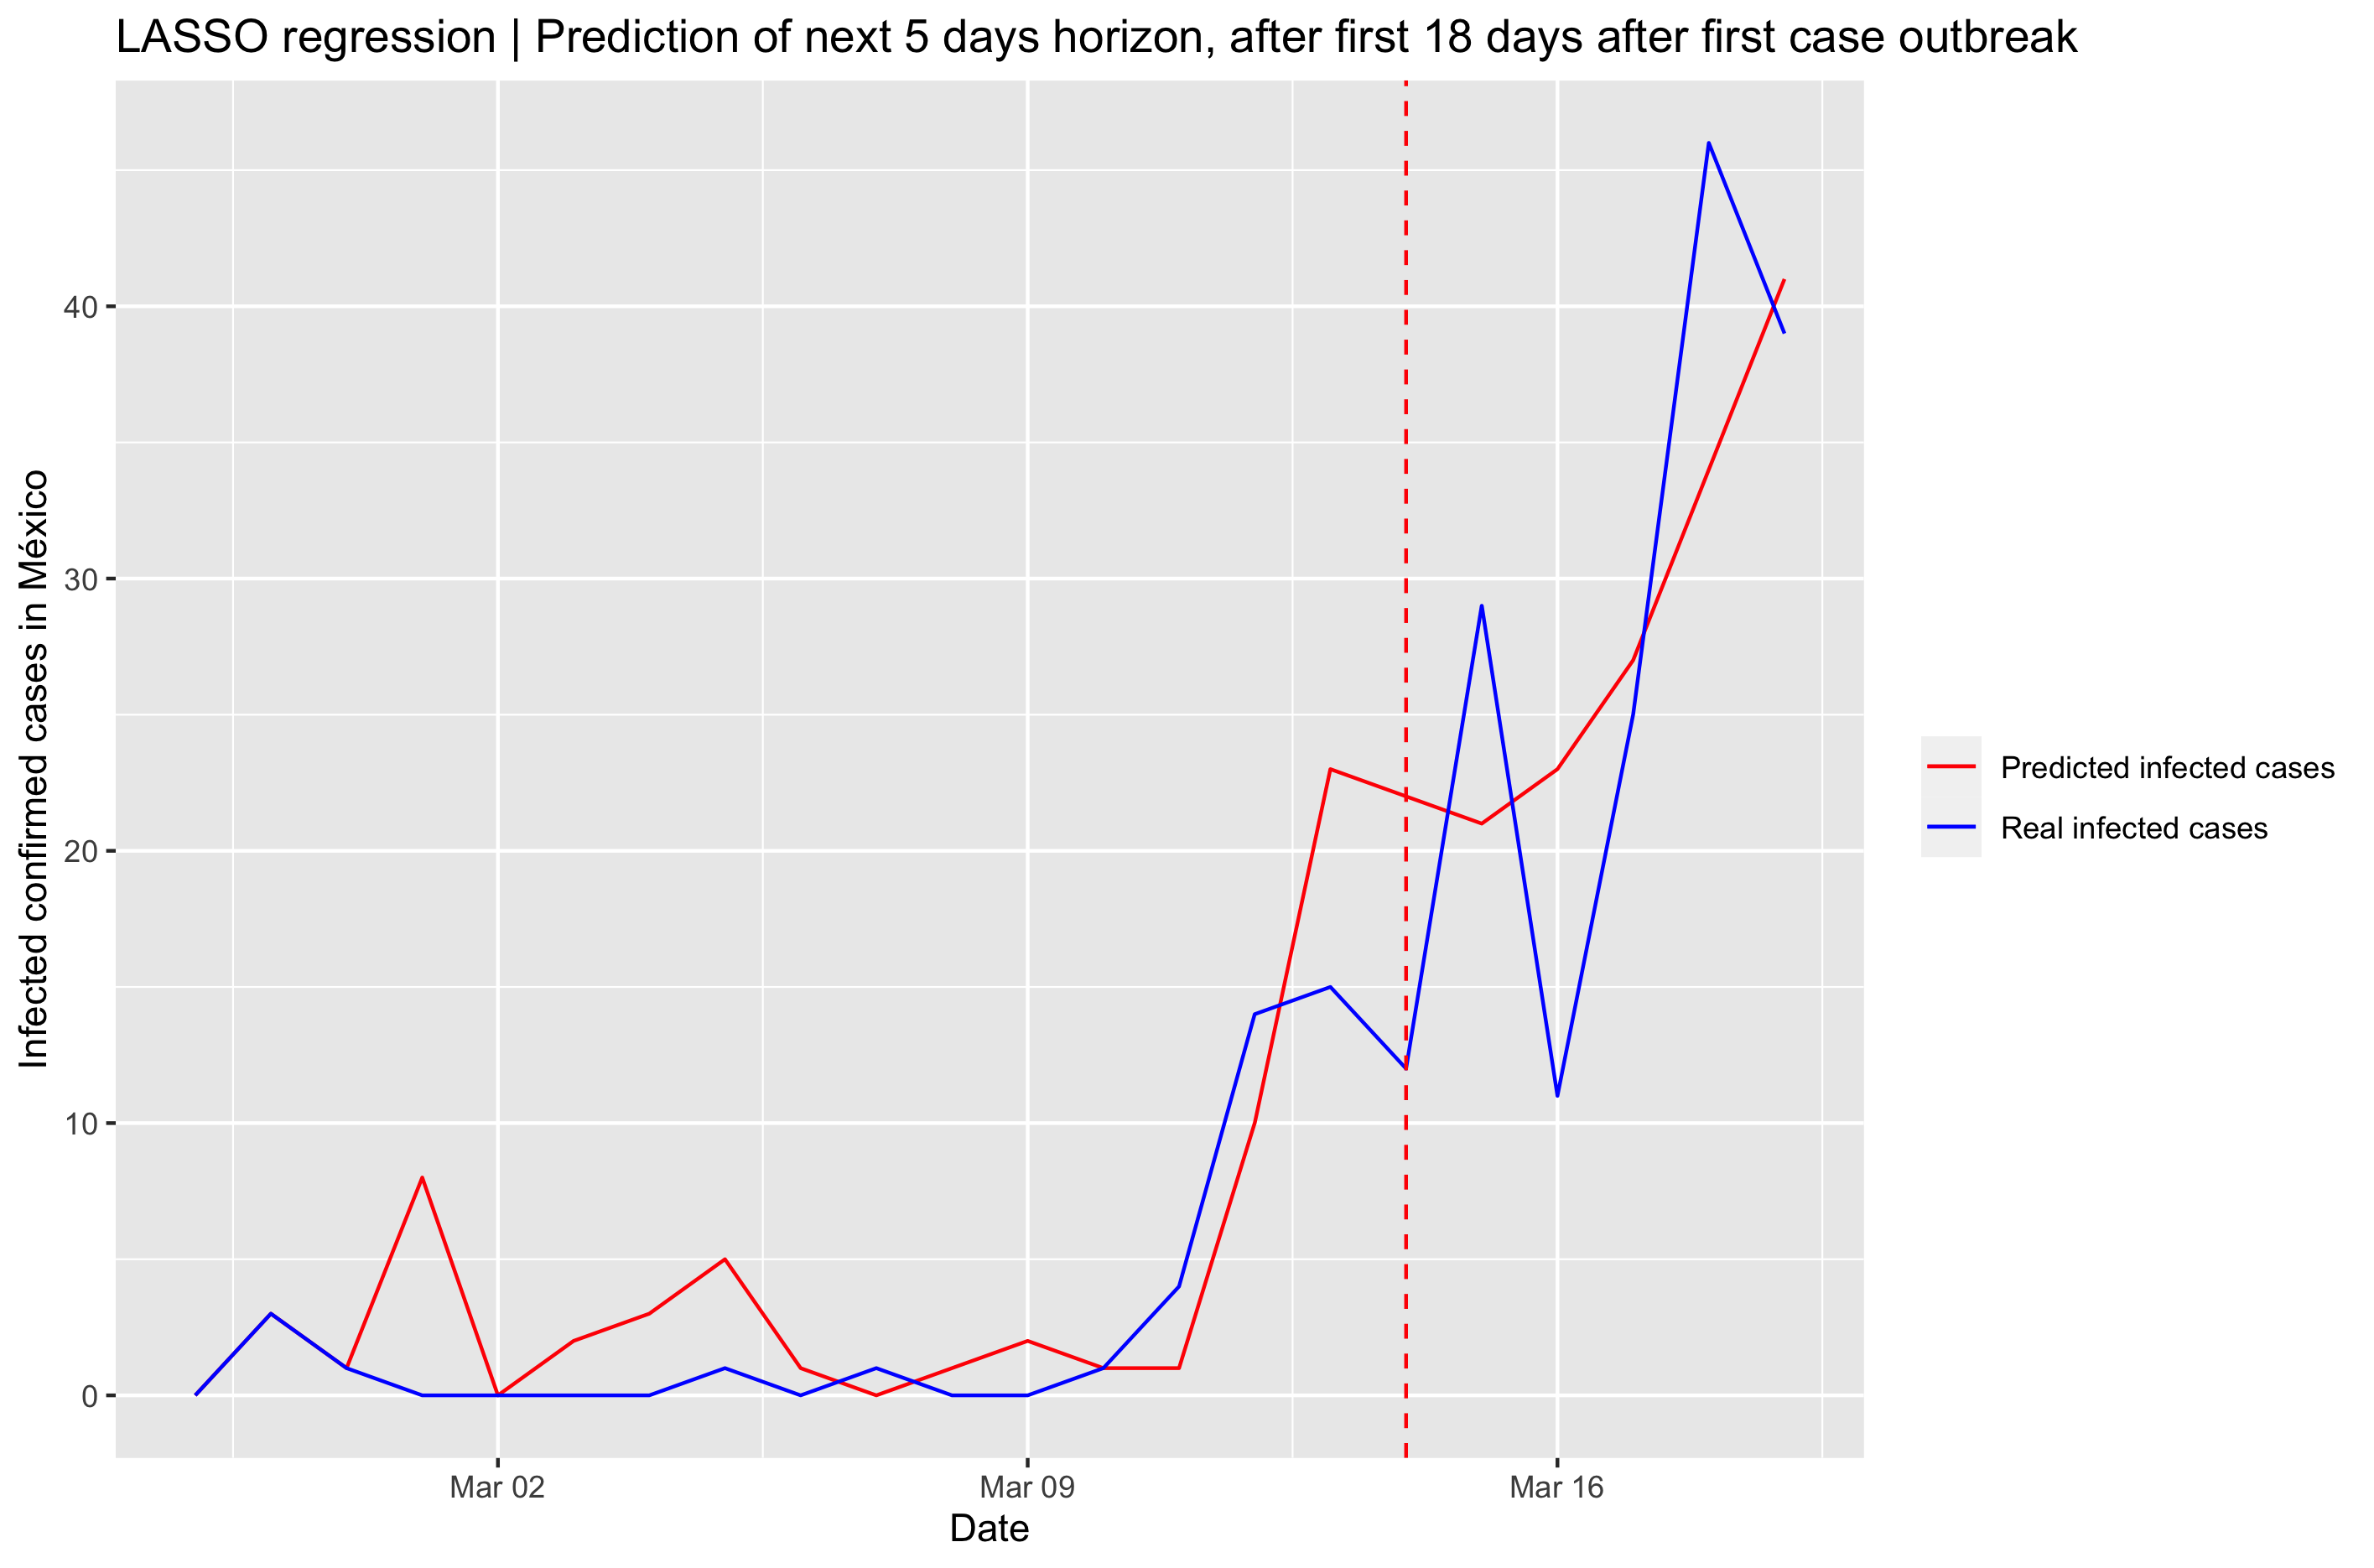 LASSO regression | Prediction of next 5 days horizon, after first 18 days after first case outbreak
Infected confirmed cases in México
40
30
20
10
0
Mar 02
Mar 09
Mar 16
Date
Predicted infected cases
Real infected cases